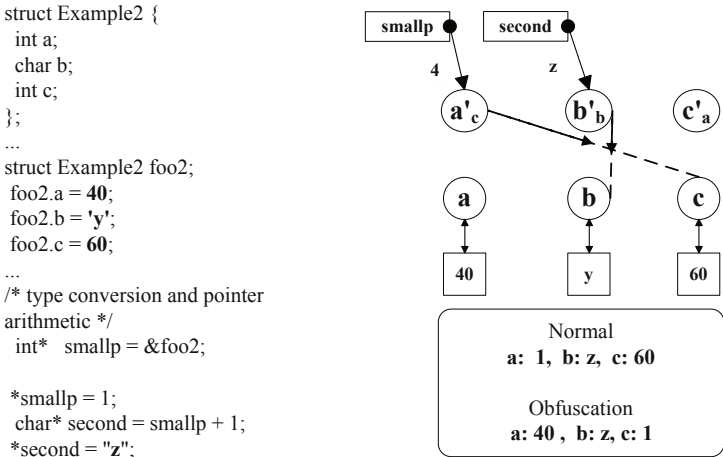 struct Example2 {
int a;
char b;
int c;
};
...
struct Example2 foo2;
foo2.a = 40;
foo2.b = 'y';
foo2.c = 60;
...
/* type conversion and pointer
arithmetic */
int* smallp = &foo2;
*smallp = 1;
char* second = smallp + 1;
*second = "z";
smallp
second
4
z
a'c
b'b
c'a
a
b
c
40
y
60
Normal
a: 1, b: z, c: 60
Obfuscation
a: 40 , b: z, c: 1